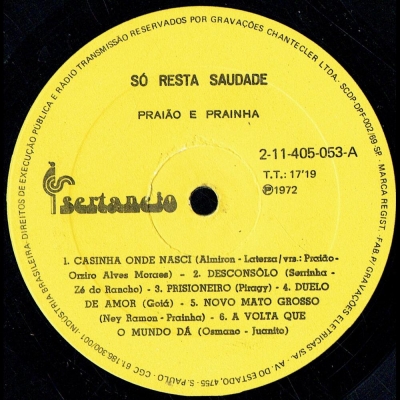 INDÚSTRIA BRASILEIRA-DIREITOS DE EXECUÇÃO PÚBLICA E RÁDIO TRANSMISSÃO RESERVADOS POR GRAVAÇÕES CHANTECLER LTDA.-SCDP-DPF-002/69 SP. - MARCA REGIST. - FAB P/ GRAVAÇÕES ELÉTRICAS S/A. - AV. DO ESTADO, 4755 - S. PAULO - CGC 61.186.300/001
SÓ RESTA SAUDADE
PRAIÃO E PRAINHA
2-11-405-053-A
T.T.: 17'19
Ⓟ1972
sertanejo
1. CASINHA ONDE NASCI (Almiron - Laterza/vrs.: Praião-
Orziro Alves Moraes) – 2. DESCONSÔLO (Serrinha-
Zé do Rancho) - 3. PRISIONEIRO (Piragy) - 4. DUELO
DE AMOR (Goiá) - 5. NOVO MATO GROSSO
(Ney Ramon - Prainha) - 6. A VOLTA QUE
O MUNDO DÁ (Osmano - Juanito)